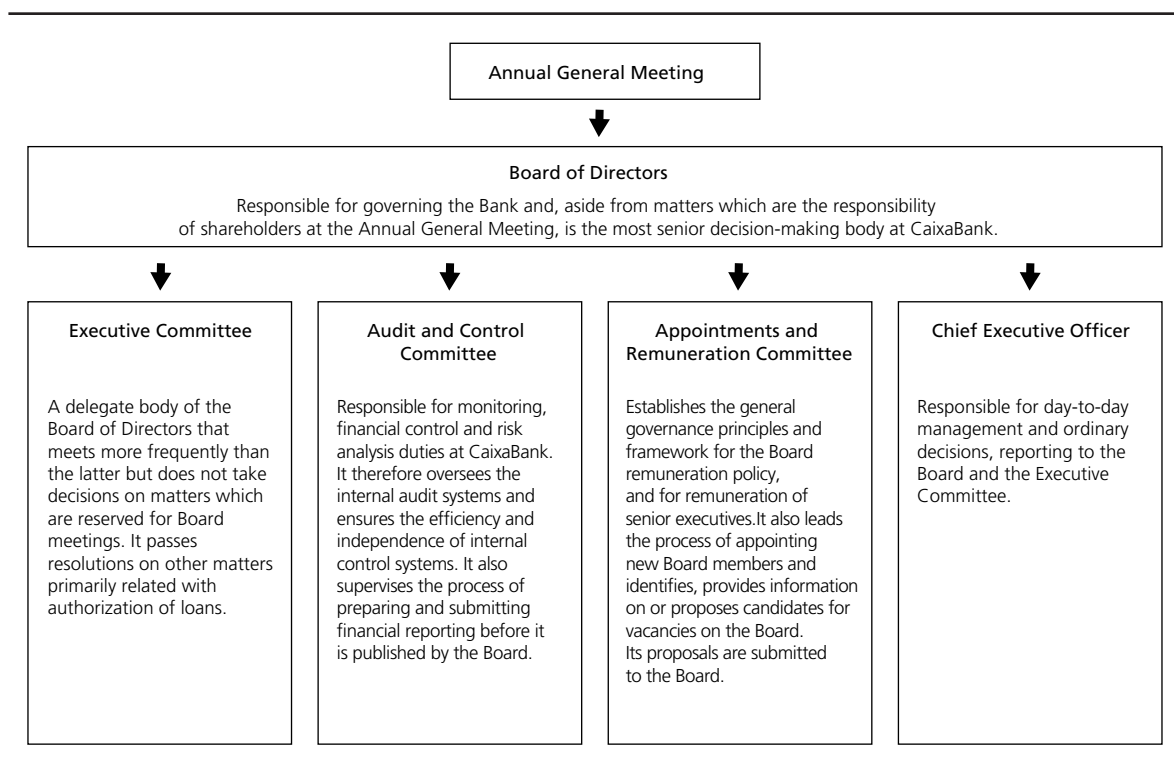 Annual General Meeting
Board of Directors
Responsible for governing the Bank and, aside from matters which are the responsibility
of shareholders at the Annual General Meeting, is the most senior decision-making body at CaixaBank.
Executive Committee
A delegate body of the
Board of Directors that
meets more frequently than
the latter but does not take
decisions on matters which
are reserved for Board
meetings. It passes
resolutions on other matters
primarily related with
authorization of loans.
Audit and Control
Committee
Responsible for monitoring,
financial control and risk
analysis duties at CaixaBank.
It therefore oversees the
internal audit systems and
ensures the efficiency and
independence of internal
control systems. It also
supervises the process of
preparing and submitting
financial reporting before it
is published by the Board.
Appointments and
Remuneration Committee
Establishes the general
governance principles and
framework for the Board
remuneration policy,
and for remuneration of
senior executives.It also leads
the process of appointing
new Board members and
identifies, provides information
on or proposes candidates for
vacancies on the Board.
Its proposals are submitted
to the Board.
Chief Executive Officer
Responsible for day-to-day
management and ordinary
decisions, reporting to the
Board and the Executive
Committee.